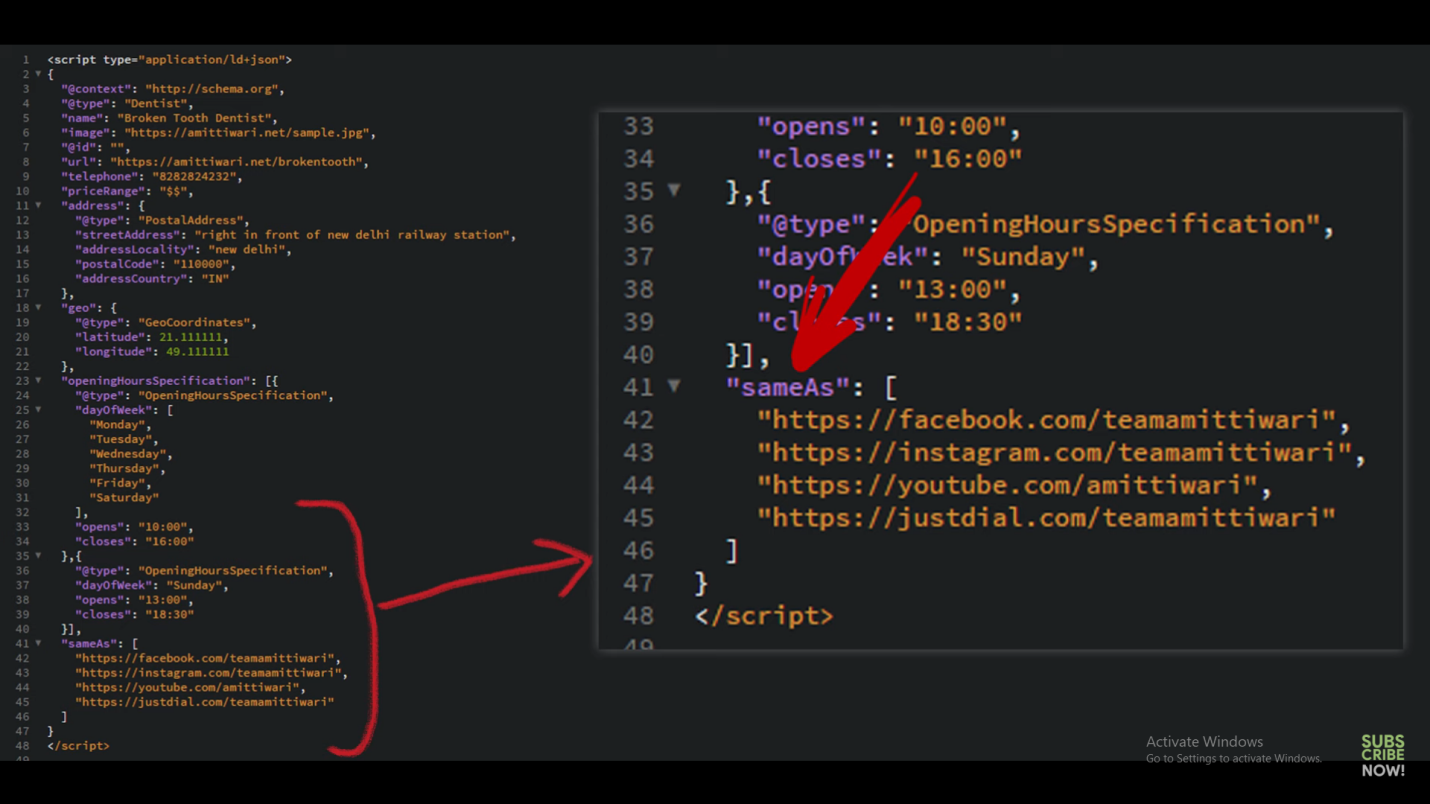 1 <script type="application/ld+json">
2 {
3 "@context": "http://schema.org",
4 "@type": "Dentist",
5 "name": "Broken Tooth Dentist",
6 "image": "https://amittiwari.net/sample.jpg",
7 "@id": "",
8 "url": "https://amittiwari.net/brokentooth",
9 "telephone": "8282824232",
10 "priceRange": "$$",
11 "address": {
12 "@type": "PostalAddress",
13 "streetAddress": "right in front of new delhi railway station",
14 "addressLocality": "new delhi",
15 "postalCode": "110000",
16 "addressCountry": "IN"
17 },
18 "geo": {
19 "@type": "GeoCoordinates",
20 "latitude": 21.111111
21 "longitude": 49.111111
22 },
23 "openingHoursSpecification": [{
24 "@type": "OpeningHoursSpecification",
25 "dayOfWeek": [
26 "Monday",
27 "Tuesday",
28 "Wednesday",
29 "Thursday",
30 "Friday",
31 "Saturday"
32 ],
33 "opens": "10:00",
34 "closes": "16:00"
35 },{
36 "@type": "OpeningHoursSpecification",
37 "dayOfWeek": "Sunday",
38 "opens": "13:00",
39 "closes": "18:30"
40 }],
41 "sameAs": [
42 "https://facebook.com/teamamittiwari",
43 "https://instagram.com/teamamittiwari",
44 "https://youtube.com/amittiwari",
45 "https://justdial.com/teamamittiwari"
46 ]
47 }
48 </script>
49
33 "opens": "10:00",
34 "closes": "16:00"
35 },{
36 "@type": "OpeningHoursSpecification",
37 "dayOfWeek": "Sunday",
38 "opens": "13:00",
39 "closes": "18:30"
40 }],
41 "sameAs": [
42 "https://facebook.com/teamamittiwari",
43 "https://instagram.com/teamamittiwari",
44 "https://youtube.com/amittiwari",
45 "https://justdial.com/teamamittiwari"
46 ]
47 }
48 </script>
49
Activate Windows
Go to Settings to activate Windows.
SUBS
CRIBE
NOW!